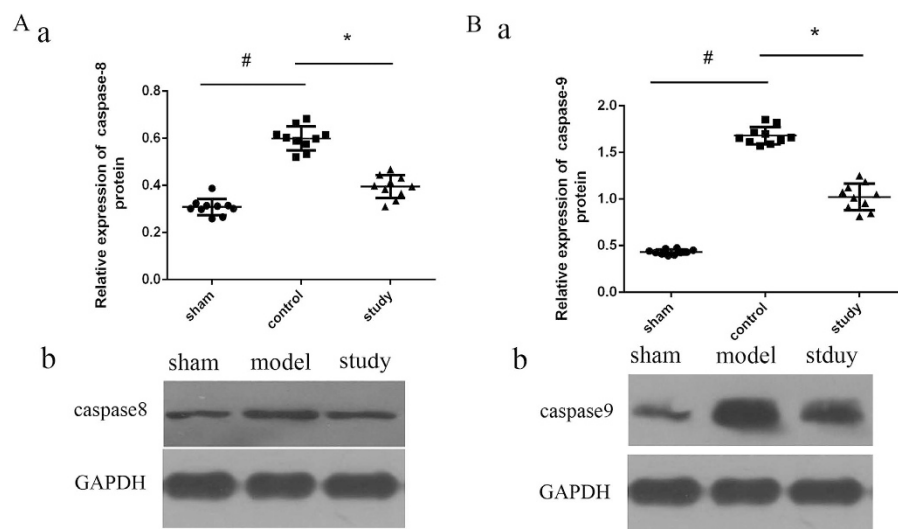 A
a
#
*
Relative expression of caspase-8
protein
0.8
0.6
0.4
0.2
0.0
sham
control
study
b
sham model study
caspase8
GAPDH
B
a
#
*
Relative expression of caspase-9
protein
2.0
1.5
1.0
0.5
0.0
sham
control
study
b
sham model stduy
caspase9
GAPDH